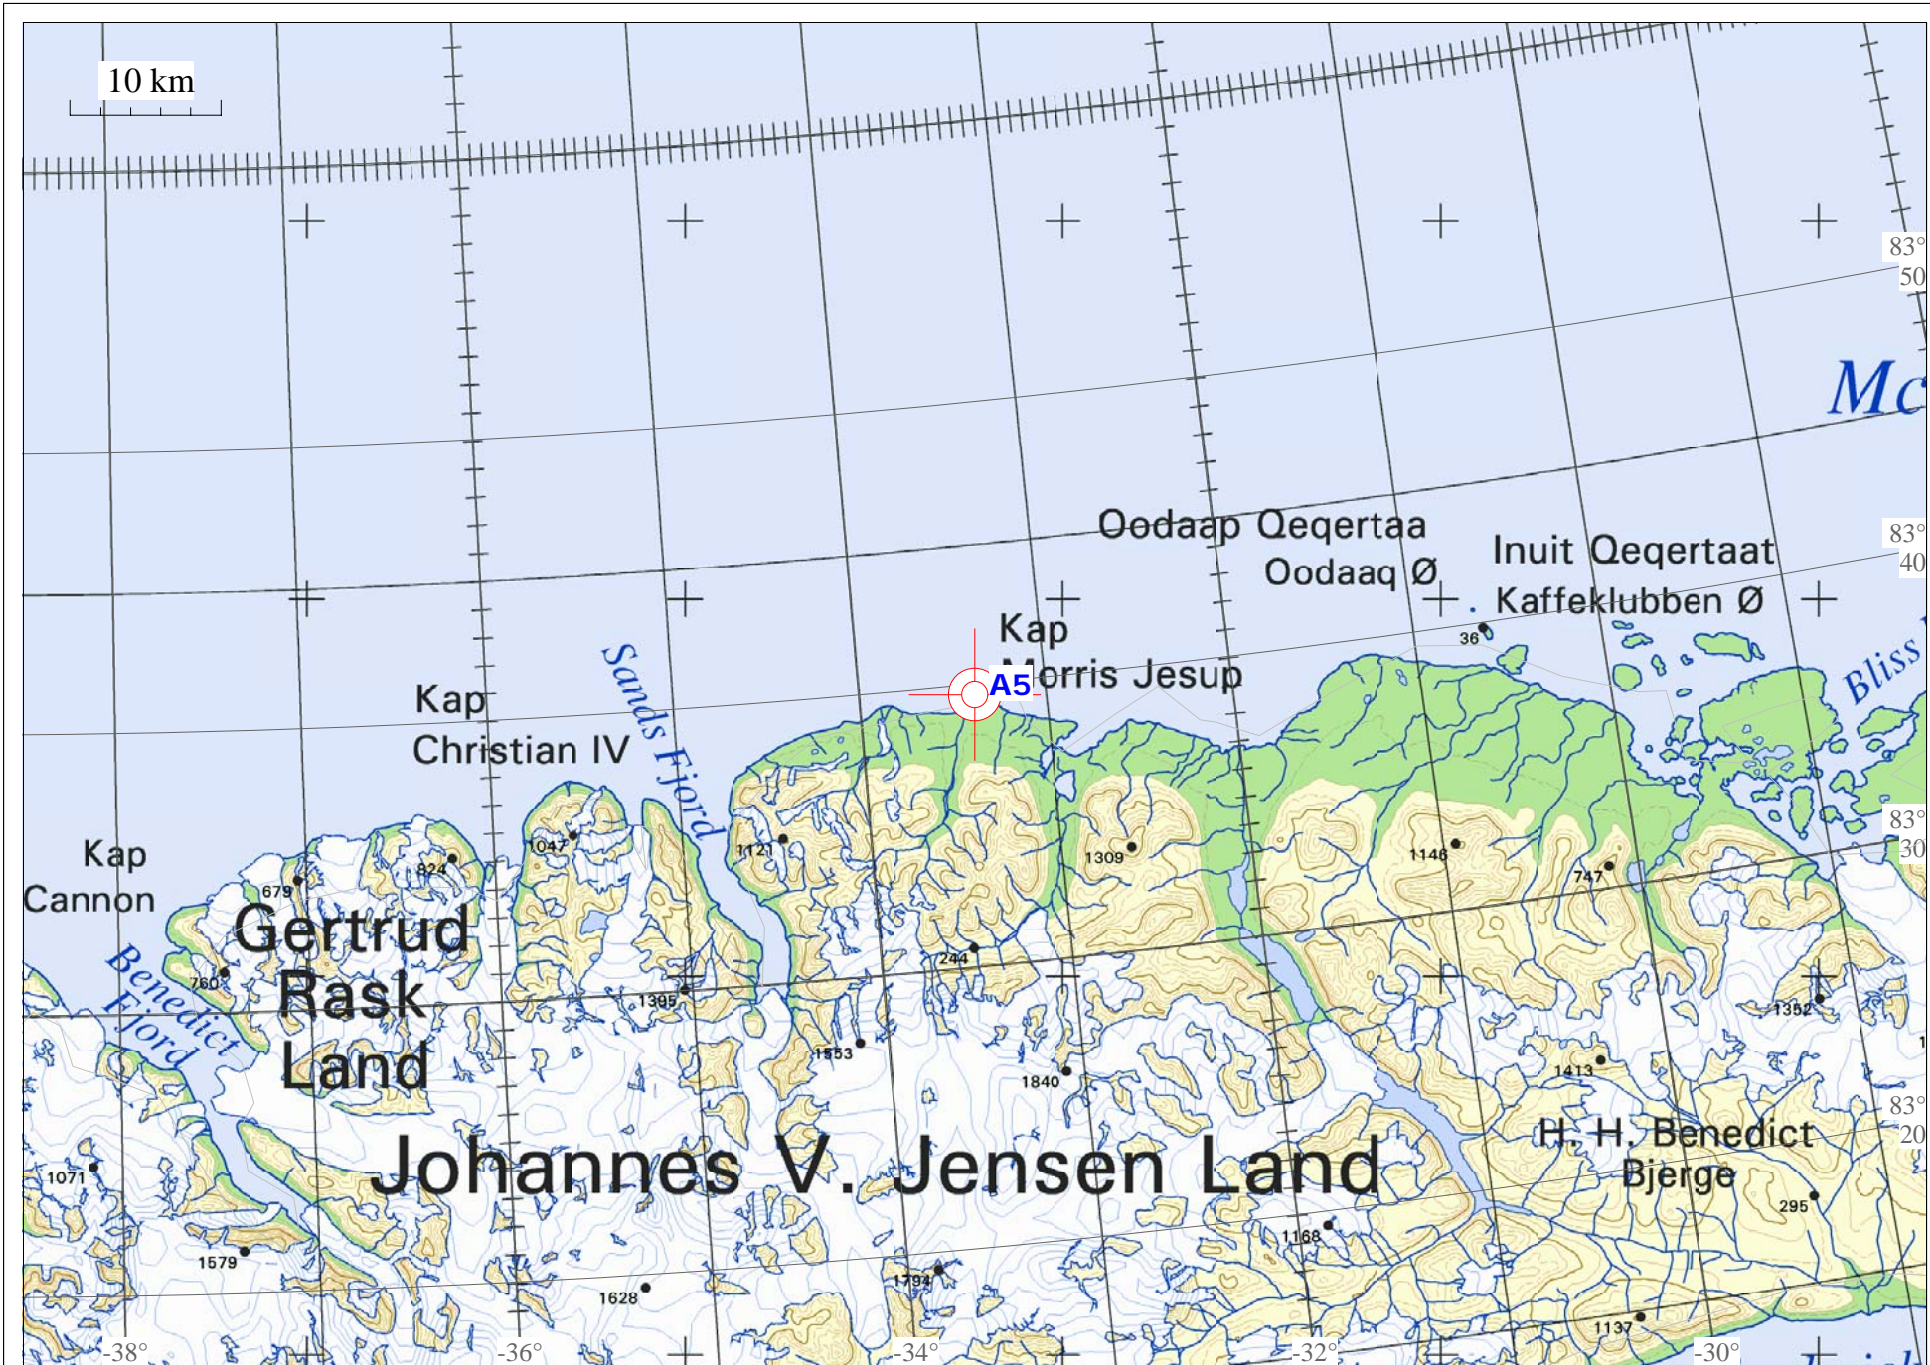 10 km
83°
50
Mc
Oodaap Qeqertaa
Oodaaq Ø
Inuit Qeqertaat
Kaffeklubben Ø
83°
40
36
Kap
Morris Jesup
A5
Sands Fjord
Bliss
Kap
Christian IV
Kap
Cannon
1047
1121
824
679
1309
1146
747
83°
30
Gertrud
Rask
Land
760
Benedict
Fjord
1395
244
1553
1840
1352
1413
1
83°
20
H. H. Benedict
Bjerge
Johannes V. Jensen Land
1071
295
1168
1579
1794
1628
1137
-38°
-36°
-34°
-32°
-30°